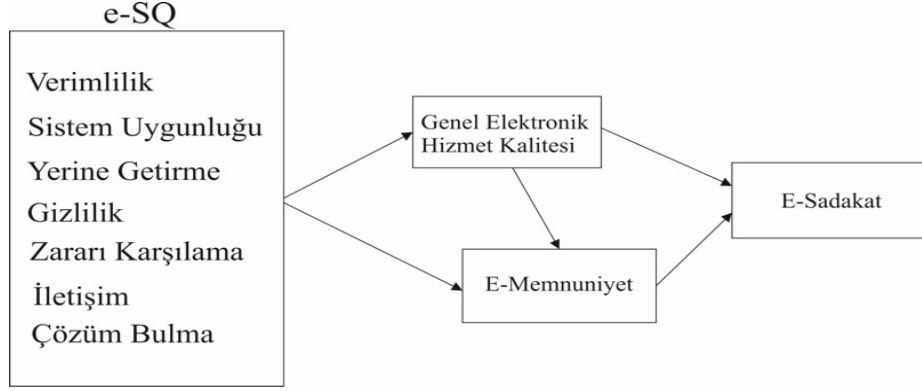 e-SQ
Verimlilik
Sistem Uygunluğu
Yerine Getirme
Gizlilik
Zararı Karşılama
İletişim
Çözüm Bulma
Genel Elektronik
Hizmet Kalitesi
E-Memnuniyet
E-Sadakat